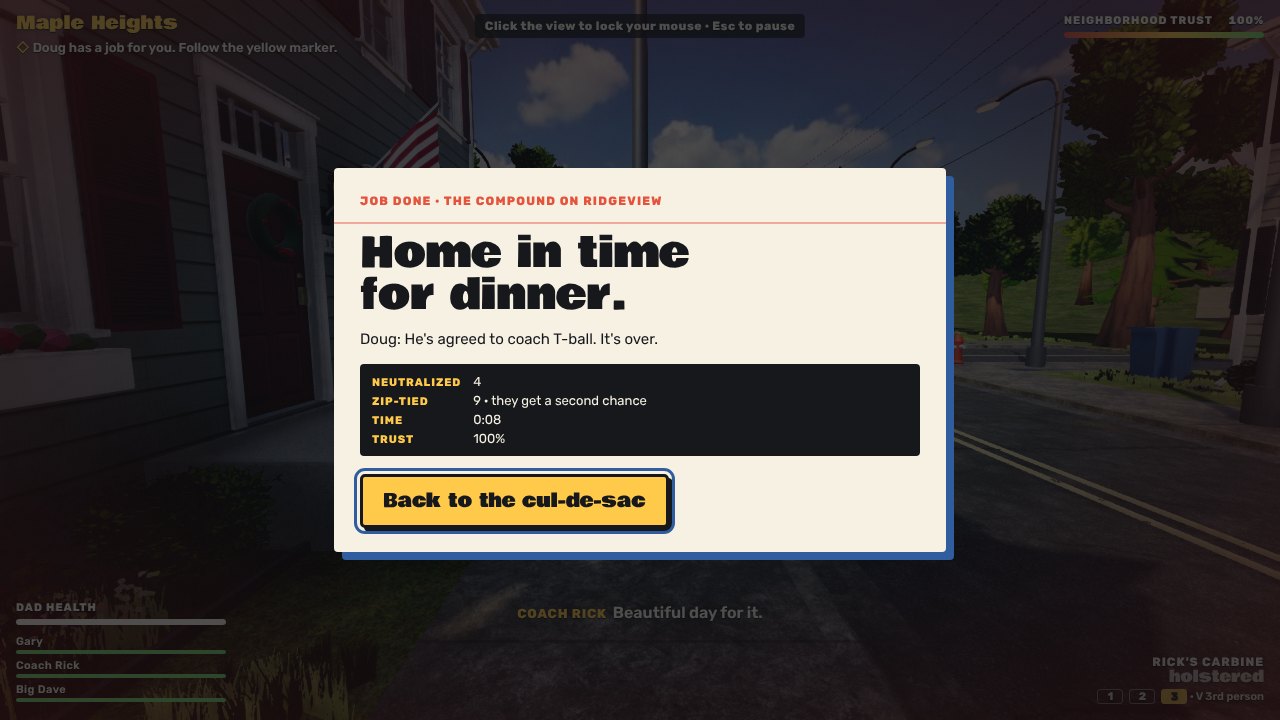 Maple Heights
Doug has a job for you. Follow the yellow marker.
Click the view to lock your mouse · Esc to pause
NEIGHBORHOOD TRUST 100%
JOB DONE · THE COMPOUND ON RIDGEVIEW
Home in time
for dinner.
Doug: He's agreed to coach T-ball. It's over.
NEUTRALIZED 4
ZIP-TIED 9 · they get a second chance
TIME 0:08
TRUST 100%
Back to the cul-de-sac
COACH RICK Beautiful day for it.
DAD HEALTH
Gary
Coach Rick
Big Dave
RICK'S CARBINE
holstered
1 2 3 · V 3rd person